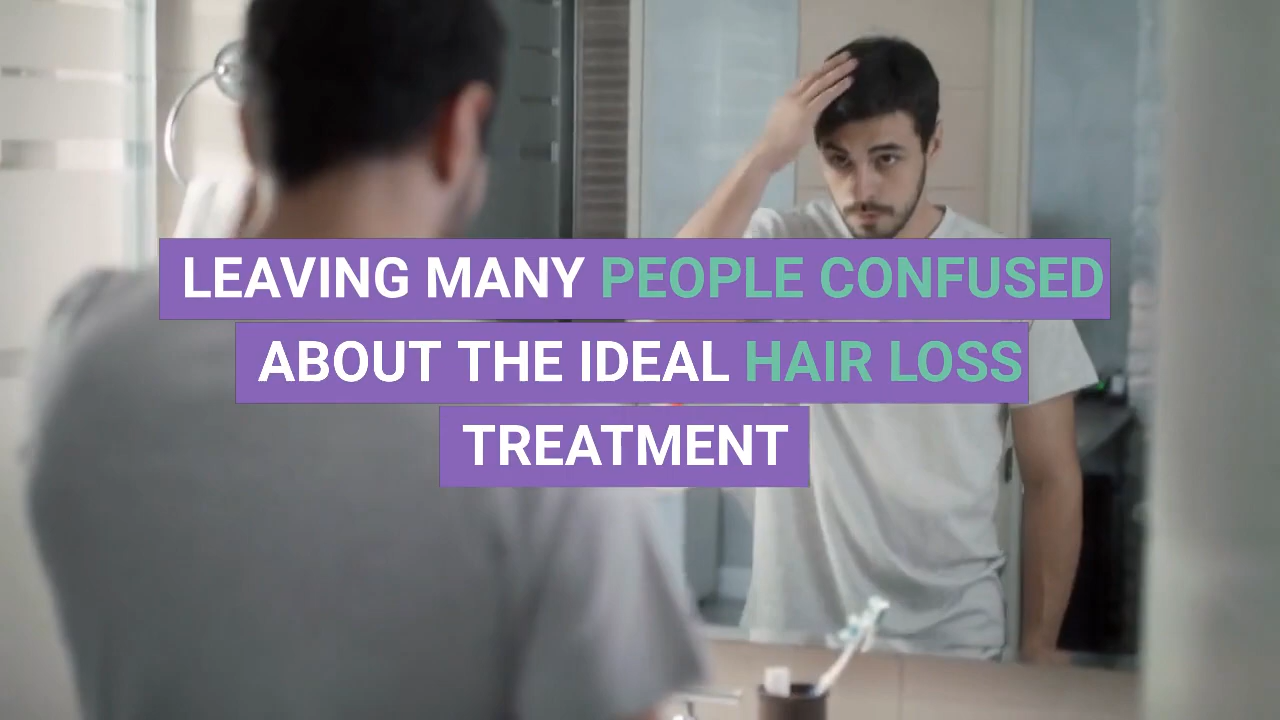 LEAVING MANY PEOPLE CONFUSED
ABOUT THE IDEAL HAIR LOSS
TREATMENT